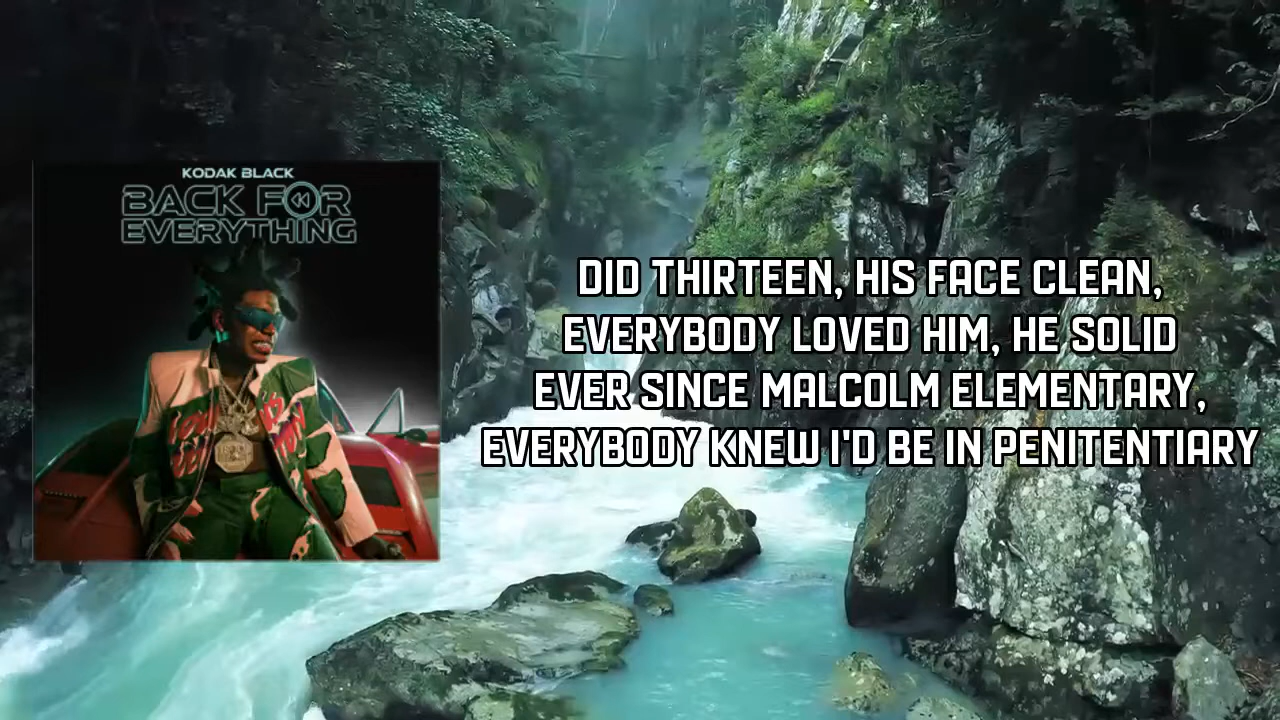 KODAK BLACK
BACK FOR
EVERYTHING
DID THIRTEEN, HIS FACE CLEAN,
EVERYBODY LOVED HIM, HE SOLID
EVER SINCE MALCOLM ELEMENTARY,
EVERYBODY KNEW I'D BE IN PENITENTIARY